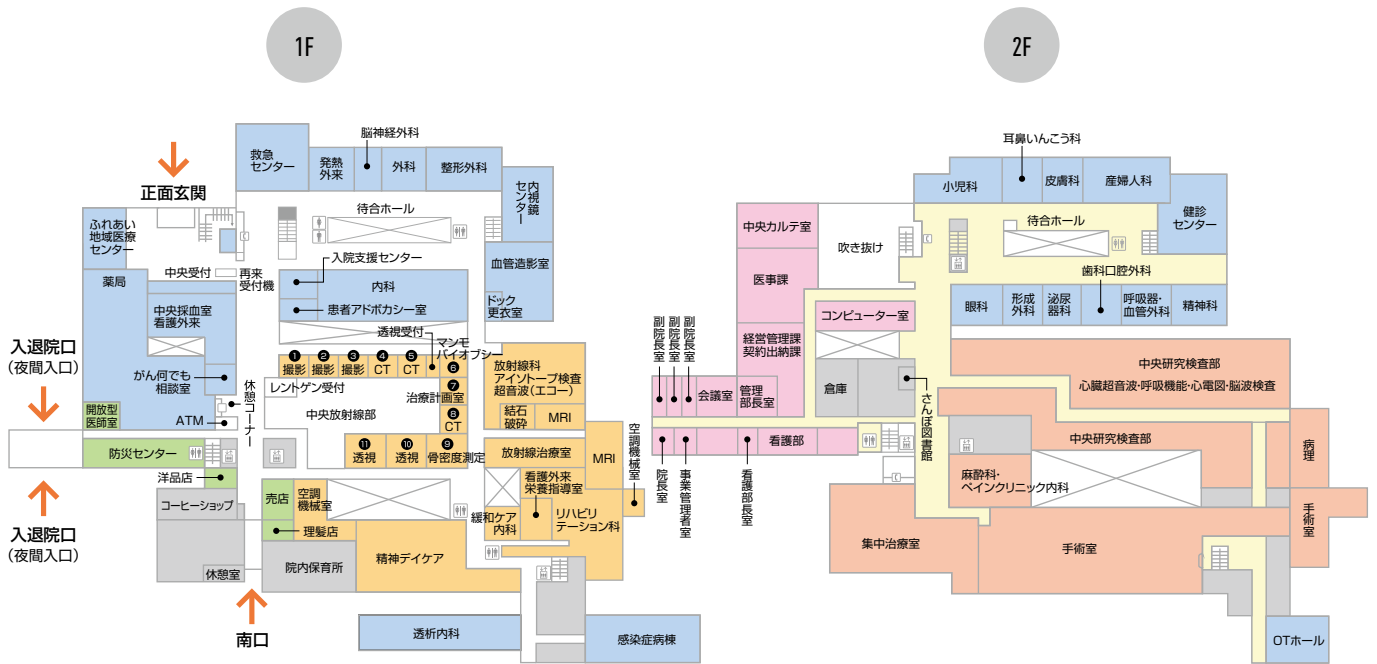 1F
2F
脳神経外科
救急
センター
発熱
外来
外科
整形外科
正面玄関
内視鏡
センター
待合ホール
ふれあい
地域医療
センター
中央受付
再来
受付機
入院支援センター
内科
患者アドボカシー室
血管造影室
ドック
更衣室
薬局
中央採血室
看護外来
透視受付
マンモ
バイオプシー
1
撮影
2
撮影
3
撮影
4
CT
5
CT
6
7
治療計画室
8
CT
9
骨密度測定
10
透視
11
透視
放射線科
アイソトープ検査
超音波(エコー)
結石
破砕
MRI
入退院口
(夜間入口)
がん何でも
相談室
休憩コーナー
レントゲン受付
中央放射線部
開放型
医師室
ATM
防災センター
放射線治療室
MRI
空調機械室
洋品店
コーヒーショップ
売店
空調
機械室
理髪店
看護外来
栄養指導室
緩和ケア
内科
リハビリ
テーション科
入退院口
(夜間入口)
休憩室
院内保育所
精神デイケア
南口
透析内科
感染症病棟
耳鼻いんこう科
小児科
皮膚科
産婦人科
健診
センター
待合ホール
中央カルテ室
吹き抜け
医事課
歯科口腔外科
眼科
形成
外科
泌尿
器科
呼吸器・
血管外科
精神科
コンピューター室
副院長室
副院長室
副院長室
経営管理課
契約出納課
会議室
管理
部長室
倉庫
さんぽ図書館
中央研究検査部
心臓超音波・呼吸機能・心電図・脳波検査
看護部
院長室
事業管理者室
看護部長室
中央研究検査部
病理
麻酔科・
ペインクリニック内科
手術室
集中治療室
手術室
OTホール